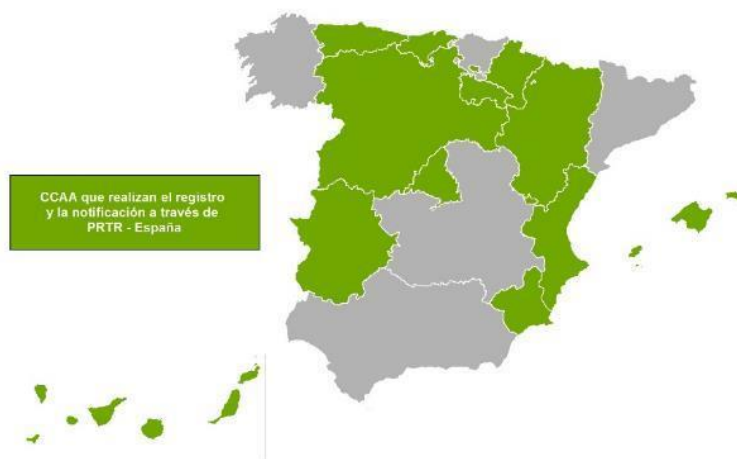 CCAA que realizan el registro
y la notificación a través de
PRTR - España